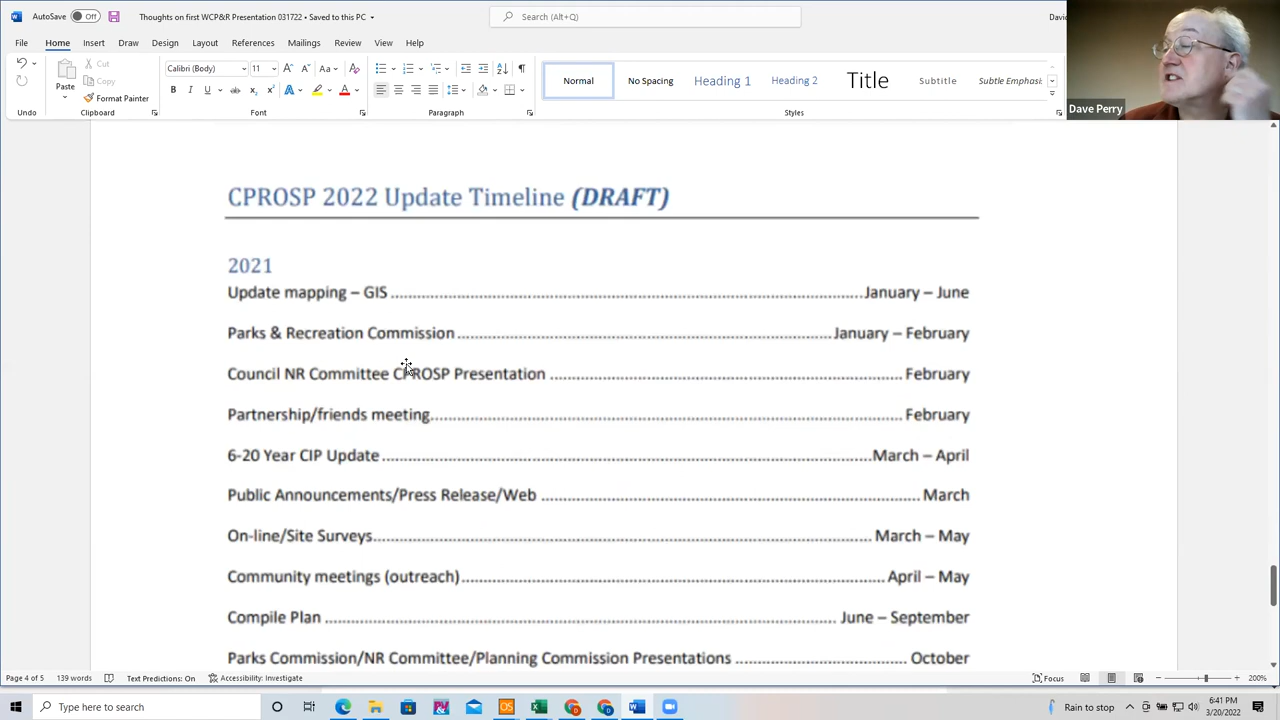 AutoSave Off Thoughts on first WCP&R Presentation 031722 • Saved to this PC Search (Alt+Q)
File Home Insert Draw Design Layout References Mailings Review View Help
Paste Cut Copy Format Painter
Calibri (Body) 11
Normal No Spacing Heading 1 Heading 2 Title Subtitle Subtle Emphasis
Undo Clipboard Font Paragraph Styles
Dave Perry
CPROSP 2022 Update Timeline (DRAFT)
2021
Update mapping – GIS January – June
Parks & Recreation Commission January – February
Council NR Committee CPROSP Presentation February
Partnership/friends meeting February
6-20 Year CIP Update March – April
Public Announcements/Press Release/Web March
On-line/Site Surveys March – May
Community meetings (outreach) April – May
Compile Plan June – September
Parks Commission/NR Committee/Planning Commission Presentations October
Page 4 of 5 139 words Text Predictions: On Accessibility: Investigate Focus 200%
Type here to search Rain to stop 6:41 PM
3/20/2022